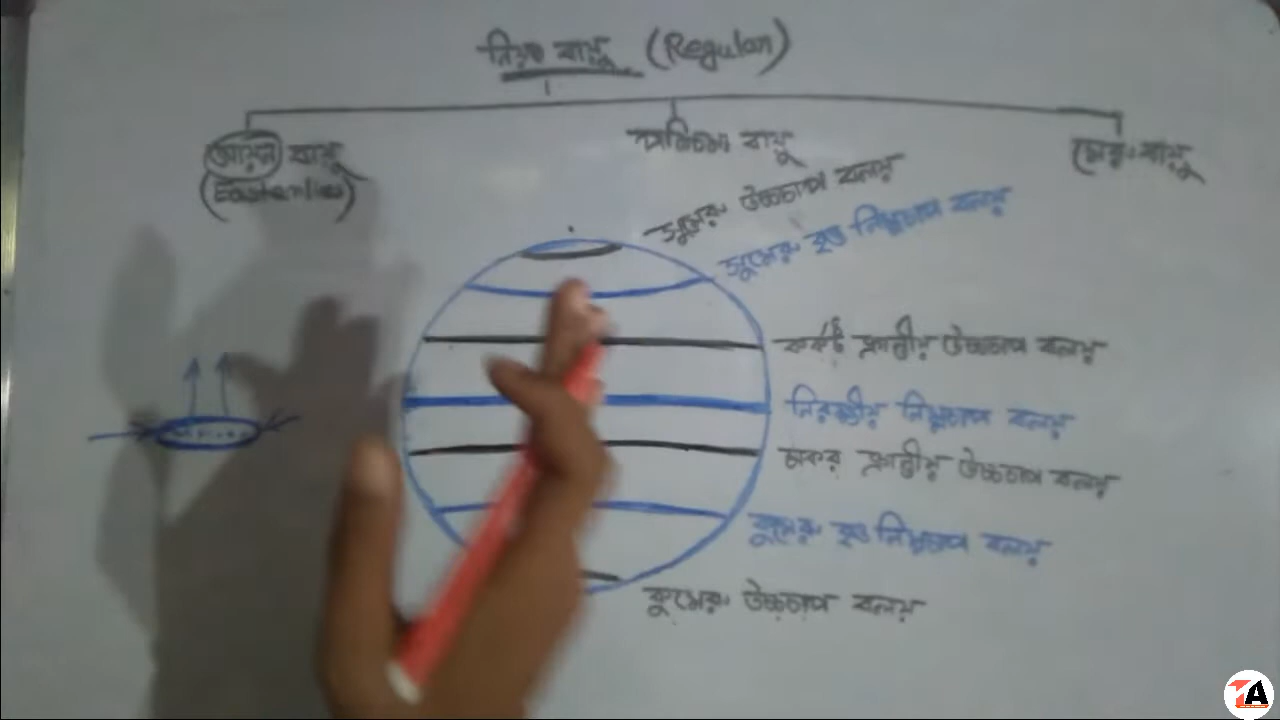 নিয়ত বায়ু (Regular)
আয়ন বায়ু
(Easterlies)
পশ্চিমা বায়ু
মেরু বায়ু
সুমেরু উচ্চচাপ বলয়
সুমেরু বৃত্ত নিম্নচাপ বলয়
কর্কট ক্রান্তীয় উচ্চচাপ বলয়
নিরক্ষীয় নিম্নচাপ বলয়
মকর ক্রান্তীয় উচ্চচাপ বলয়
কুমেরু বৃত্ত নিম্নচাপ বলয়
কুমেরু উচ্চচাপ বলয়